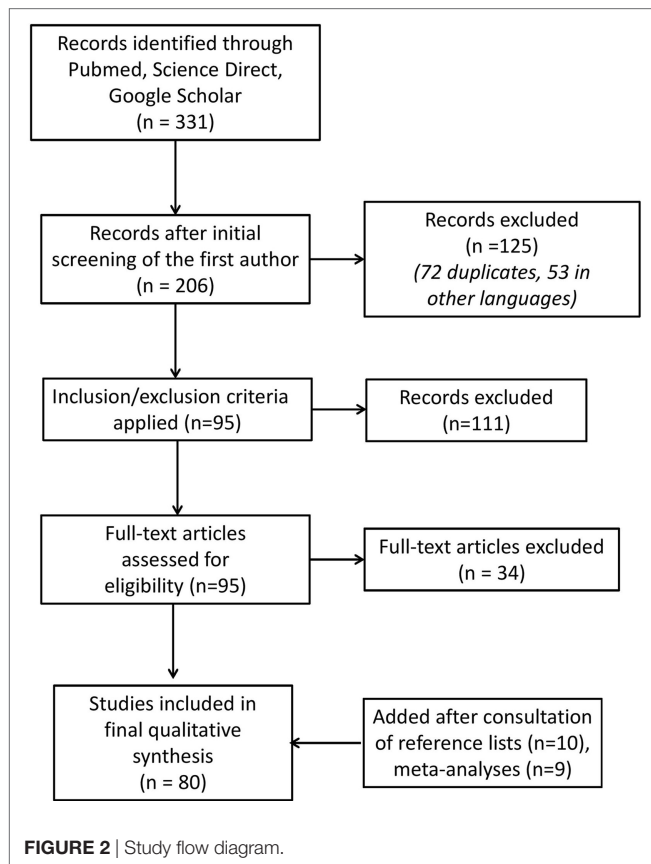 Records identified through
Pubmed, Science Direct,
Google Scholar
(n = 331)
Records after initial
screening of the first author
(n = 206)
Records excluded
(n =125)
(72 duplicates, 53 in
other languages)
Inclusion/exclusion criteria
applied (n=95)
Records excluded
(n=111)
Full-text articles
assessed for
eligibility (n=95)
Full-text articles excluded
(n = 34)
Studies included in
final qualitative
synthesis
(n = 80)
Added after consultation
of reference lists (n=10),
meta-analyses (n=9)
FIGURE 2 | Study flow diagram.